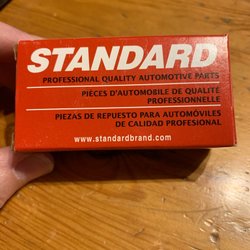 STANDARD
PROFESSIONAL QUALITY AUTOMOTIVE PARTS
PIÈCES D'AUTOMOBILE DE QUALITÉ
PROFESSIONNELLE
PIEZAS DE REPUESTO PARA AUTOMÓVILES
DE CALIDAD PROFESIONAL
www.standardbrand.com